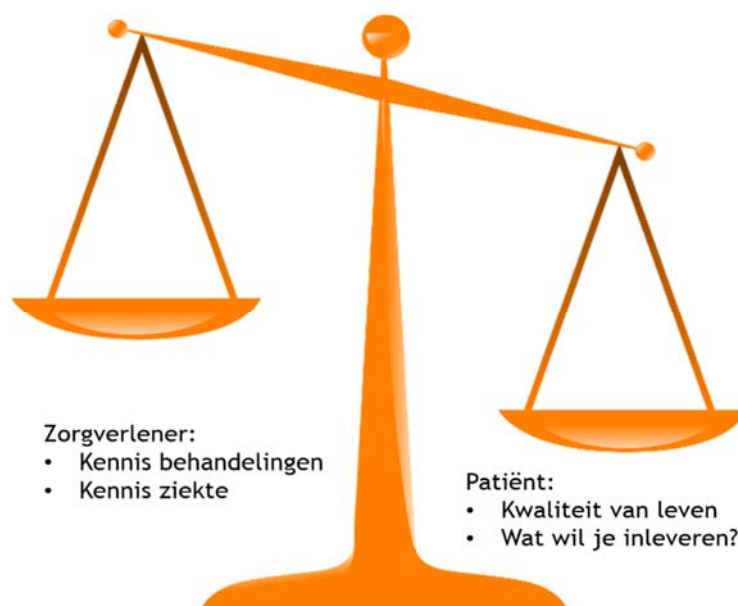 Zorgverlener:
• Kennis behandelingen
• Kennis ziekte
Patiënt:
• Kwaliteit van leven
• Wat wil je inleveren?